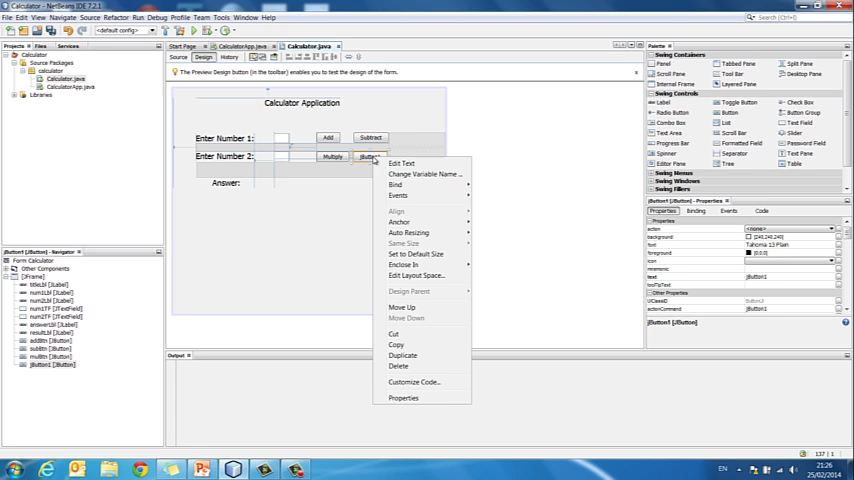 Calculator - NetBeans IDE 7.2.1
File Edit View Navigate Source Refactor Run Debug Profile Team Tools Window Help
Search (Ctrl+I)
<default config>
Projects Files Services
Start Page CalculatorApp.java Calculator.java
Palette
Calculator
Source Packages
calculator
Calculator.java
CalculatorApp.java
Libraries
Source Design History
The Preview Design button (in the toolbar) enables you to test the design of the form.
Calculator Application
Enter Number 1: Add Subtract
Enter Number 2: Multiply
Answer:
Edit Text
Change Variable Name ...
Bind
Events
Align
Anchor
Auto Resizing
Same Size
Set to Default Size
Enclose In
Edit Layout Space...
Design Parent
Move Up
Move Down
Cut
Copy
Duplicate
Delete
Customize Code...
Properties
Swing Containers
Panel Tabbed Pane Split Pane
Scroll Pane Tool Bar Desktop Pane
Internal Frame Layered Pane
Swing Controls
Label Toggle Button Check Box
Radio Button Button Group
Combo Box List Text Field
Text Area Scroll Bar Slider
Progress Bar Formatted Field Password Field
Spinner Separator Text Pane
Editor Pane Tree Table
Swing Menus
Swing Windows
Swing Fillers
jButton1 [JButton] - Properties
Properties Binding Events Code
Properties
action <none>
background [240,240,240]
font Tahoma 13 Plain
foreground [0,0,0]
icon
mnemonic
text jButton1
toolTipText
Other Properties
UIClassID ButtonUI
actionCommand jButton1
jButton1 [JButton]
jButton1 [JButton] - Navigator
Form Calculator
Other Components
[JFrame]
titleLbl [JLabel]
num1Lbl [JLabel]
num2Lbl [JLabel]
num1TF [JTextField]
num2TF [JTextField]
answerLbl [JLabel]
resultLbl [JLabel]
addBtn [JButton]
subBtn [JButton]
mulBtn [JButton]
jButton1 [JButton]
Output
137 | 1
EN
21:26
25/02/2014